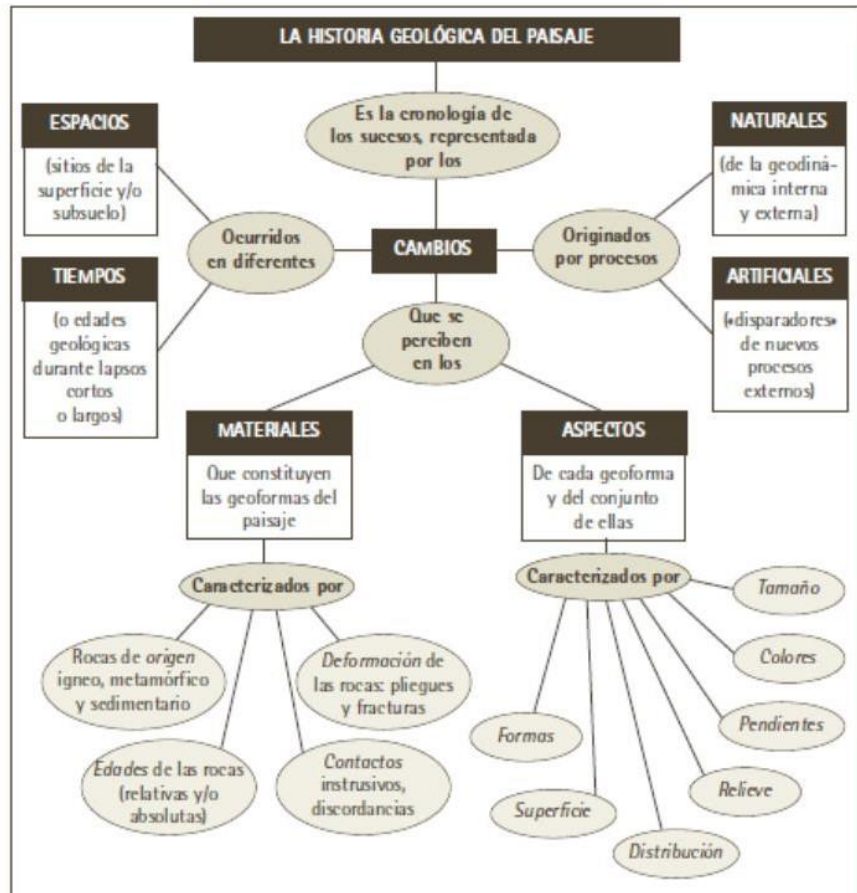 LA HISTORIA GEOLÓGICA DEL PAISAJE
Es la cronología de
los sucesos, representada
por los
ESPACIOS
(sitios de la
superficie y/o
subsuelo)
NATURALES
(de la geodiná-
mica interna
y externa)
Ocurridos
en diferentes
CAMBIOS
Originados
por procesos
TIEMPOS
(o edades
geológicas
durante lapsos
cortos
o largos)
ARTIFICIALES
(«disparadores»
de nuevos
procesos
externos)
Que se
perciben
en los
MATERIALES
Que constituyen
las geoformas del
paisaje
ASPECTOS
De cada geoforma
y del conjunto
de ellas
Caracterizados por
Rocas de origen
ígneo, metamórfico
y sedimentario
Deformación de
las rocas: pliegues
y fracturas
Edades de las rocas
(relativas y/o
absolutas)
Contactos
instrusivos,
discordancias
Caracterizados por
Tamaño
Colores
Pendientes
Relieve
Distribución
Superficie
Formas